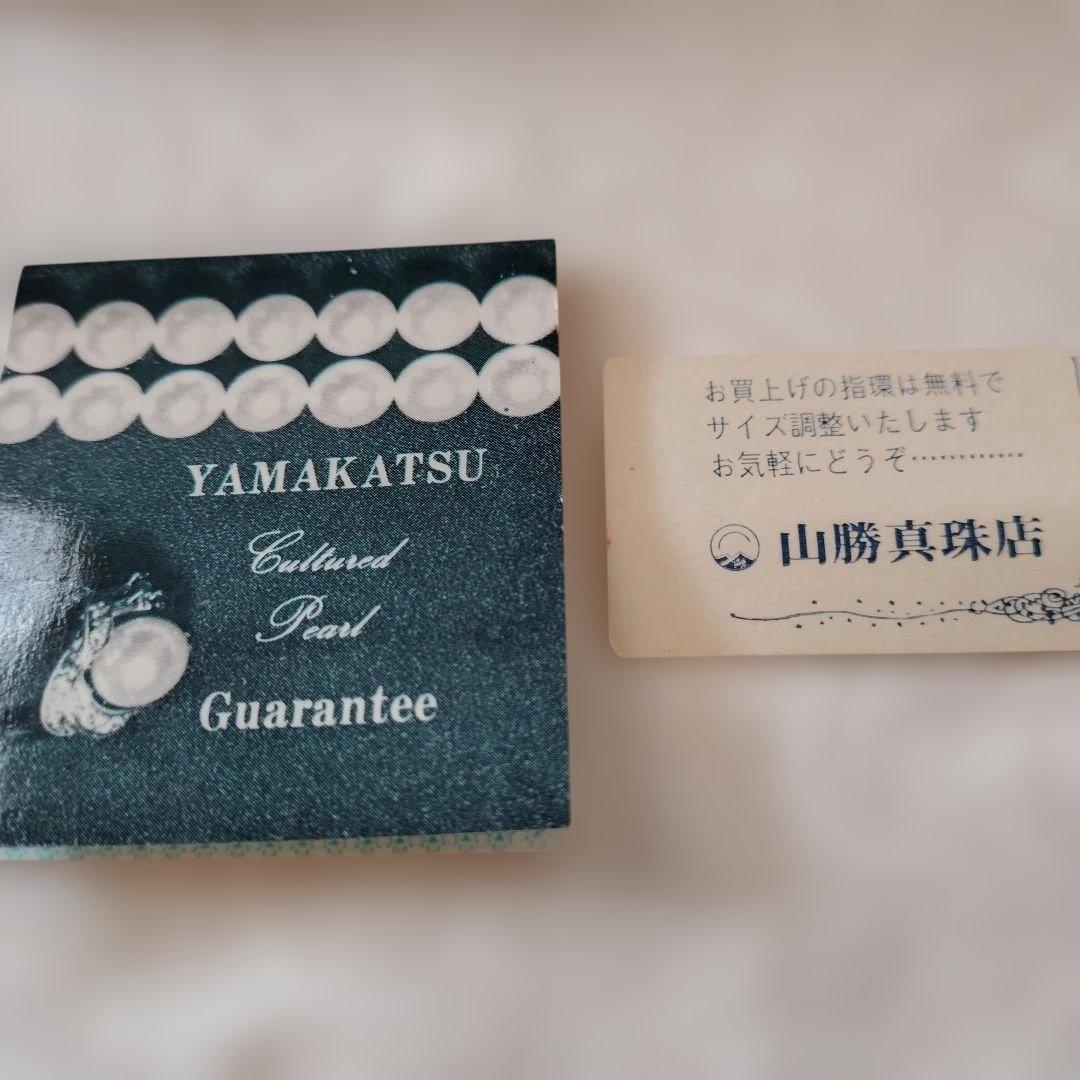 YAMAKATSU
Cultured
Pearl
Guarantee
お買上げの指環は無料で
サイズ調整いたします
お気軽にどうぞ…………
山勝真珠店